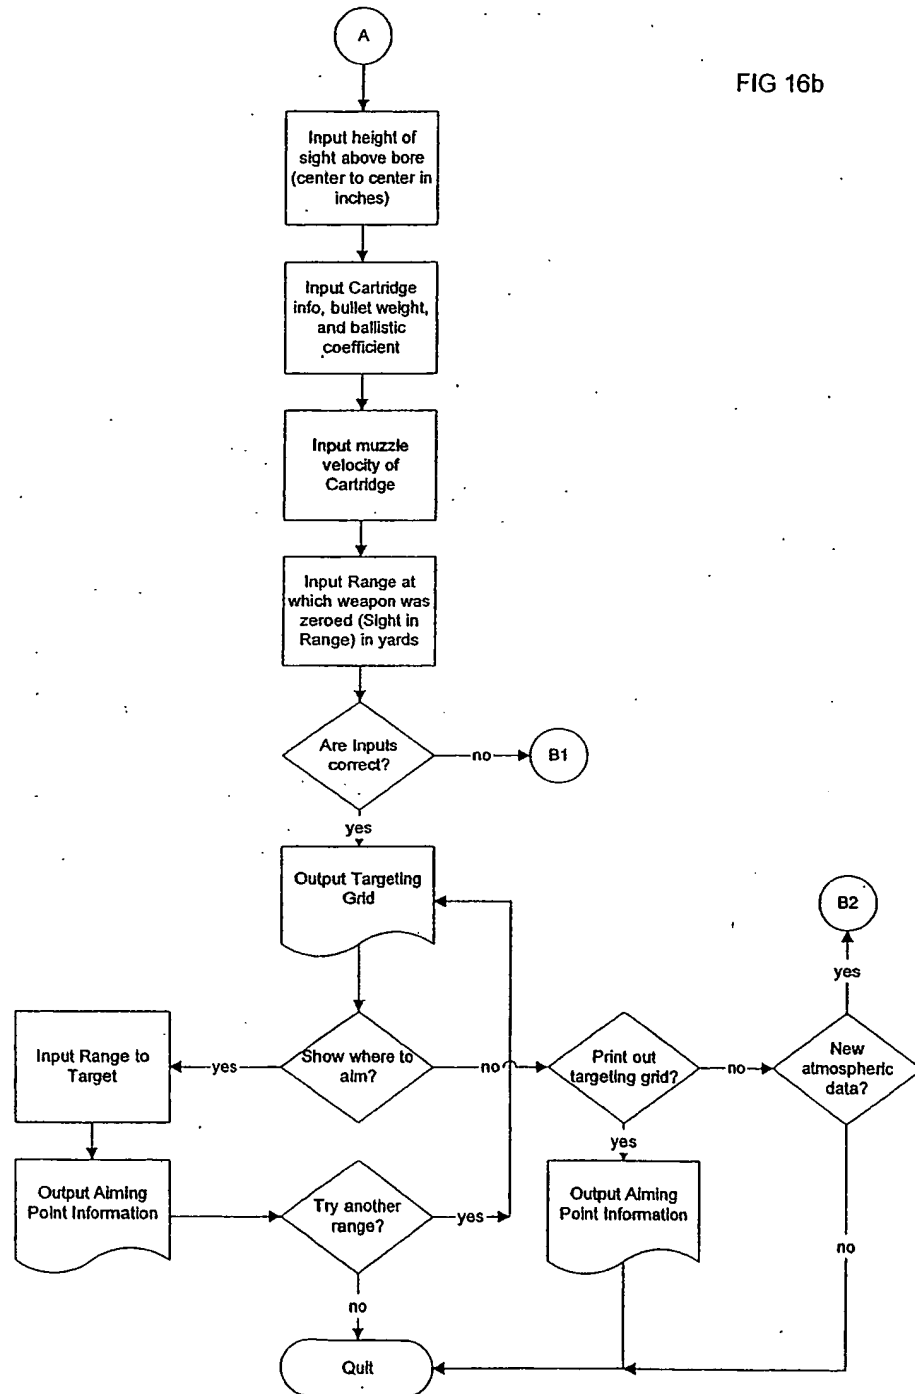 A
FIG 16b
Input height of
sight above bore
(center to center in
inches)
Input Cartridge
info, bullet weight,
and ballistic
coefficient
Input muzzle
velocity of
Cartridge
Input Range at
which weapon was
zeroed (Sight in
Range) in yards
Are Inputs
correct?
no
B1
yes
Output Targeting
Grid
B2
yes
Input Range to
Target
yes
Show where to
aim?
no
Print out
targeting grid?
no
New
atmospheric
data?
yes
Output Aiming
Point Information
Try another
range?
yes
Output Aiming
Point Information
no
no
Quit